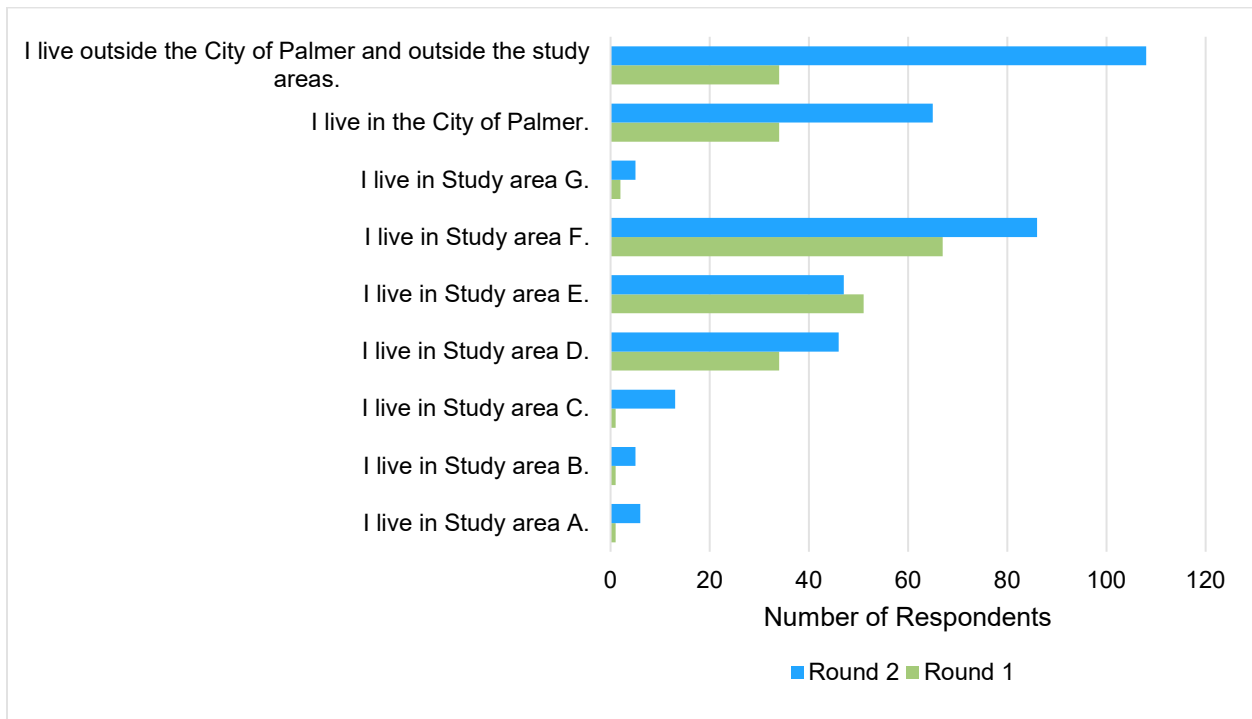 I live outside the City of Palmer and outside the study
areas.
I live in the City of Palmer.
I live in Study area G.
I live in Study area F.
I live in Study area E.
I live in Study area D.
I live in Study area C.
I live in Study area B.
I live in Study area A.
0 20 40 60 80 100 120
Number of Respondents
Round 2 Round 1